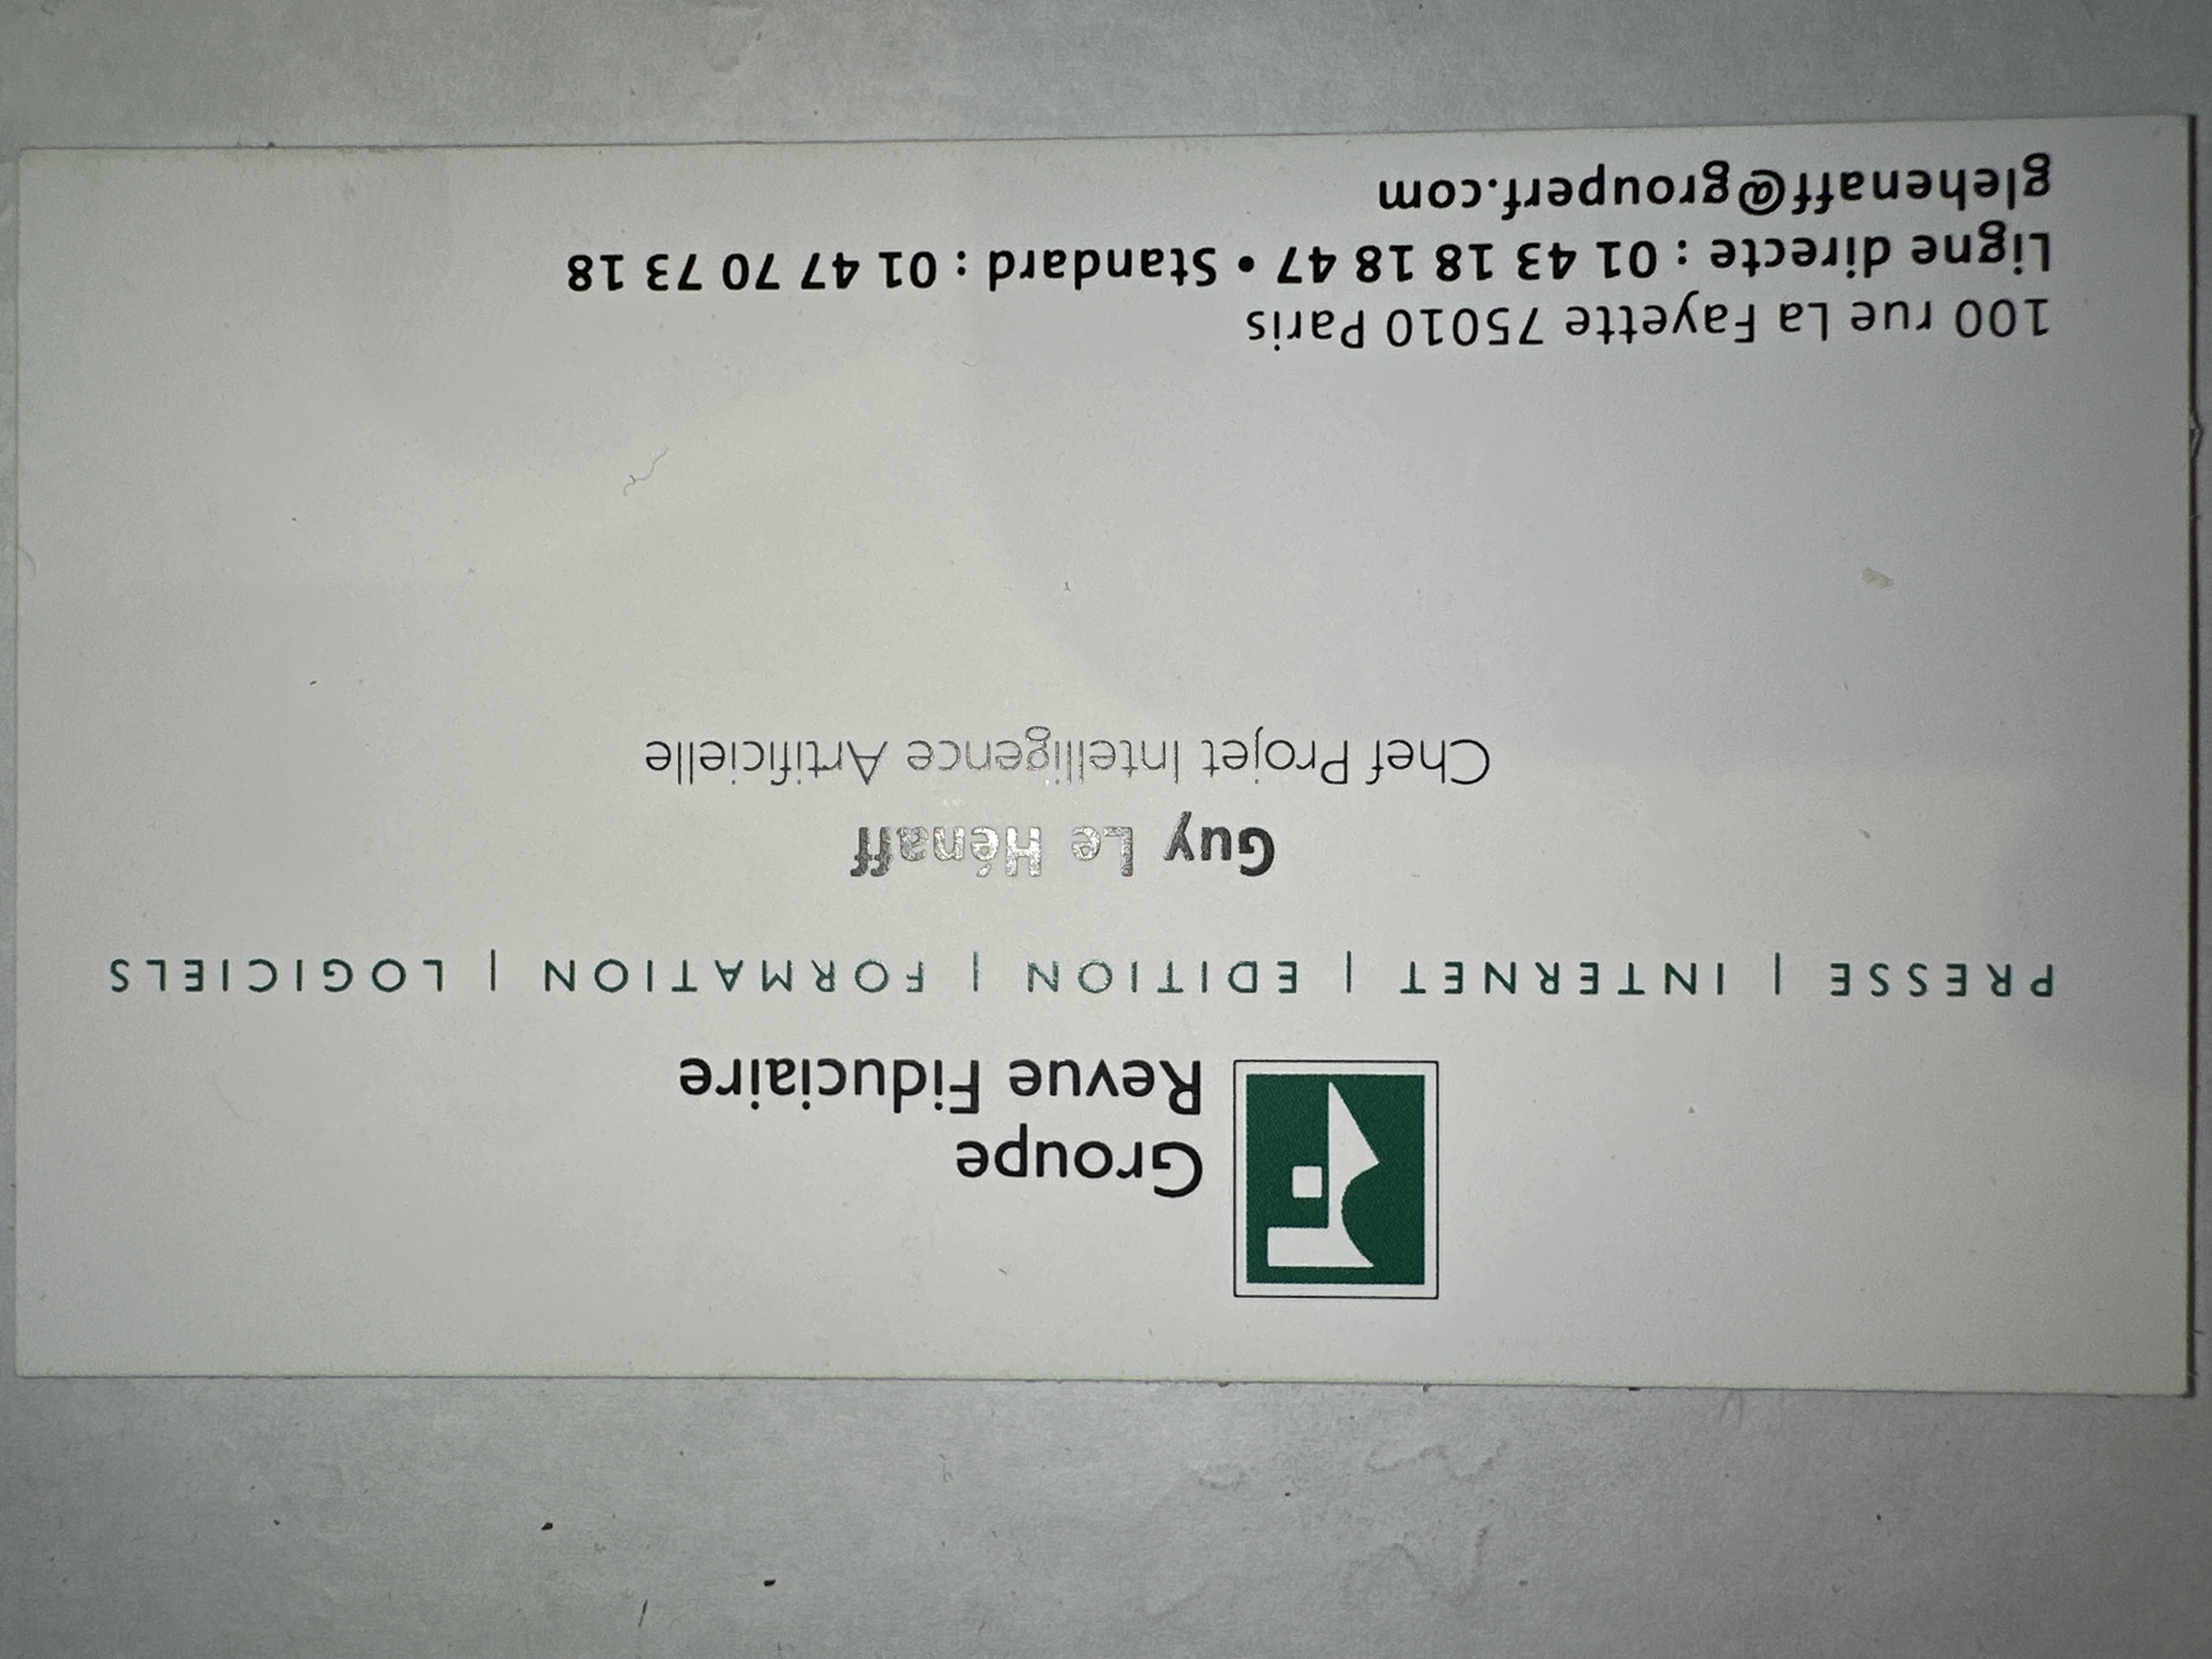 Groupe
Revue Fiduciaire
PRESSE | INTERNET | EDITION | FORMATION | LOGICIELS
Guy Le Hénaff
Chef Projet Intelligence Artificielle
100 rue La Fayette 75010 Paris
Ligne directe : 01 43 18 18 47 • Standard : 01 47 70 73 18
glehenaff@grouperf.com